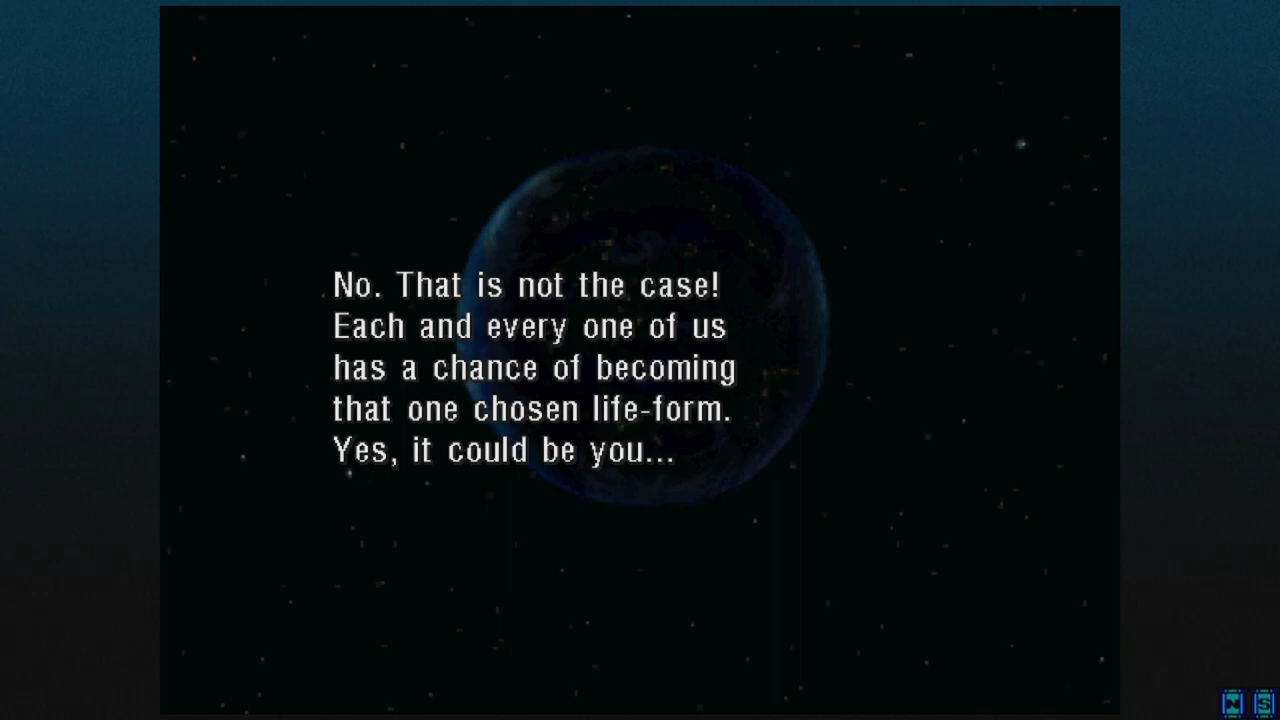 No. That is not the case!
Each and every one of us
has a chance of becoming
that one chosen life-form.
Yes, it could be you...
N S